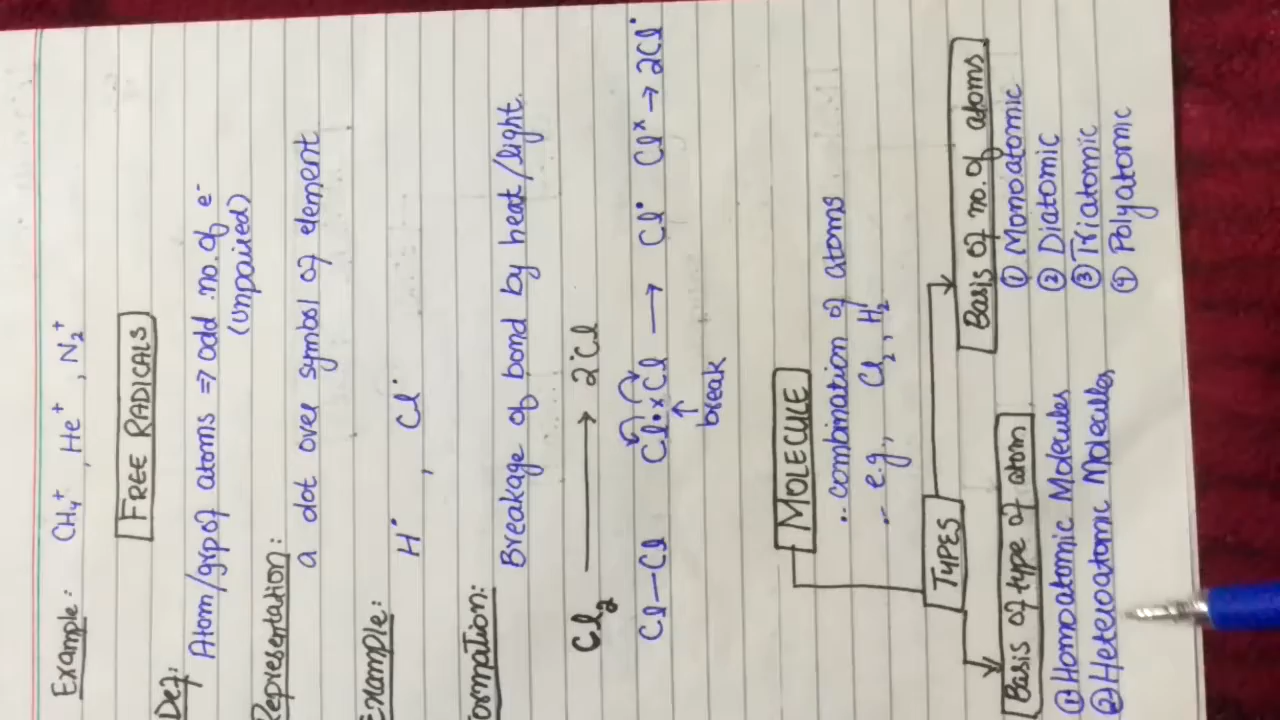 Example: CH4+, He+, N2+
FREE RADICALS
Def:
Atom/grp of atoms ⇒ odd no. of e-
(unpaired)
Representation:
a dot over symbol of element
Example:
H• , Cl•
ormation:
Breakage of bond by heat/light.
Cl2 ⟶ 2Cl
Cl—Cl Cl•×Cl ⟶ Cl• Cl× → 2Cl•
↑
break
MOLECULE
.. combination of atoms
.- e.g., Cl2, H2
TYPES
Basis of type of atom
① Homoatomic Molecules
② Heteroatomic Molecules
Basis of no. of atoms
① Monoatomic
② Diatomic
③ Triatomic
④ Polyatomic